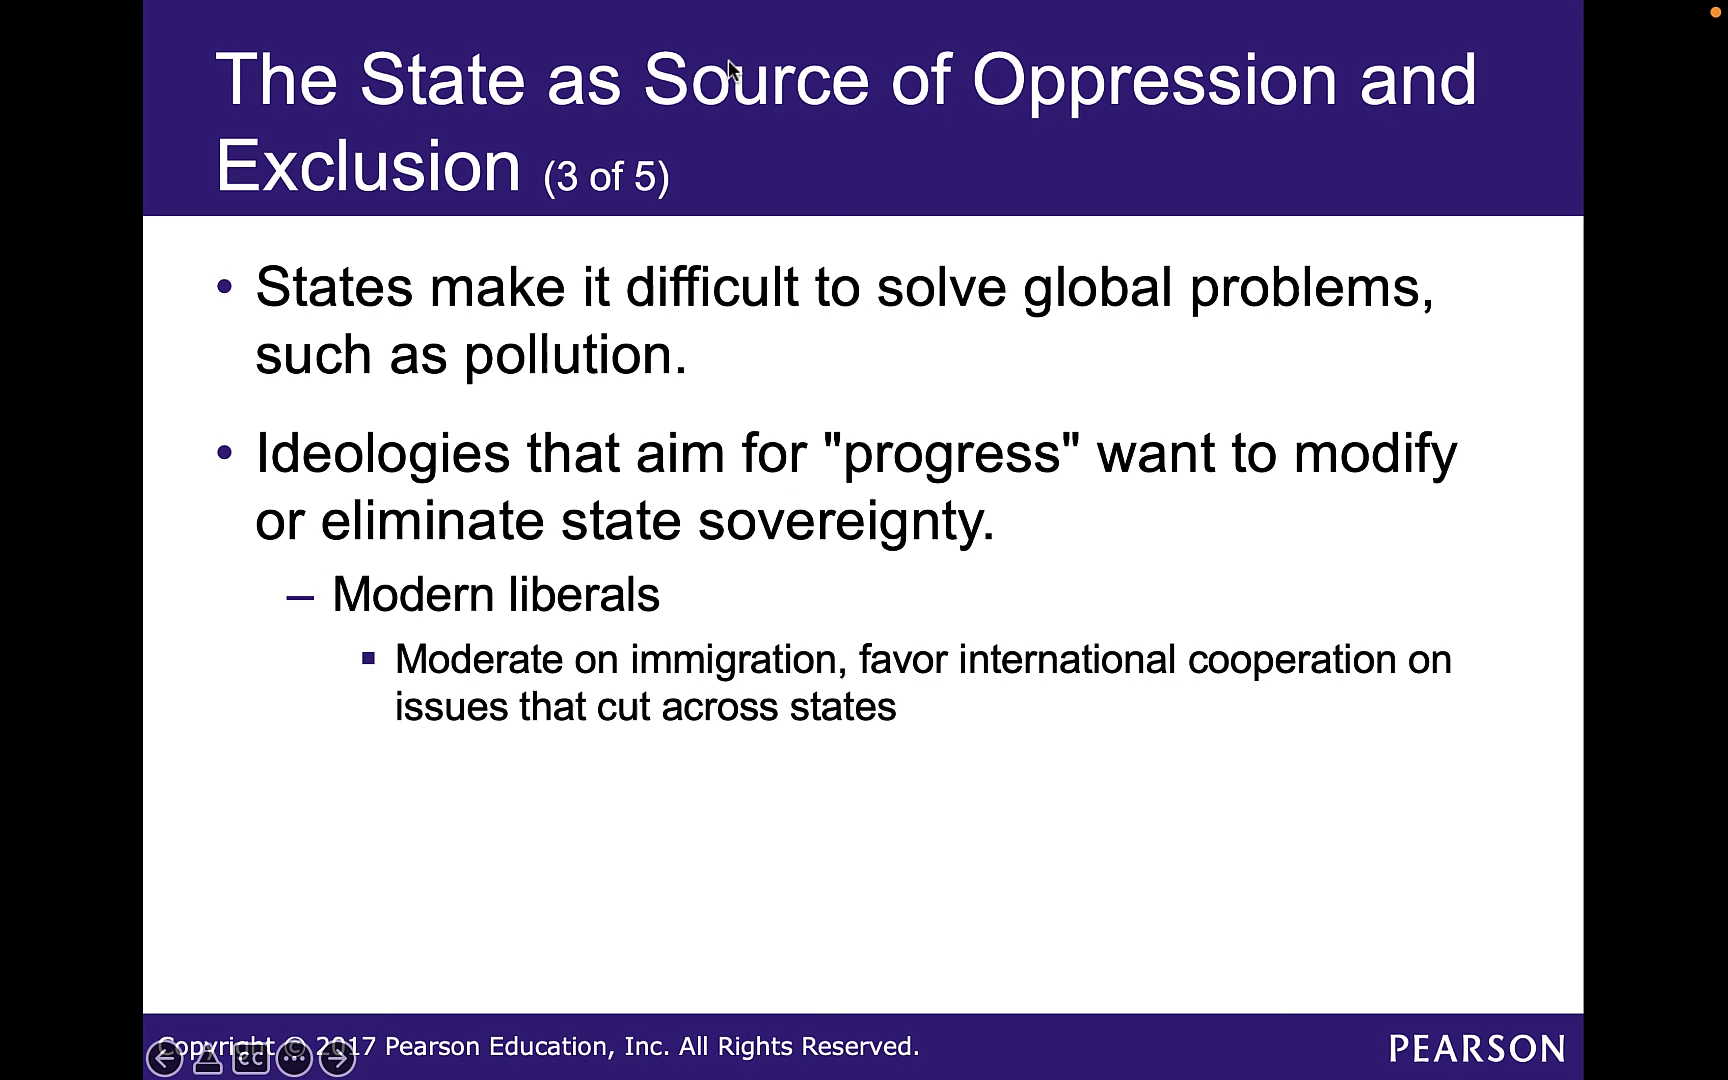 The State as Source of Oppression and
Exclusion (3 of 5)
• States make it difficult to solve global problems,
such as pollution.
• Ideologies that aim for "progress" want to modify
or eliminate state sovereignty.
– Modern liberals
▪ Moderate on immigration, favor international cooperation on
issues that cut across states
Copyright © 2017 Pearson Education, Inc. All Rights Reserved.
CC
PEARSON